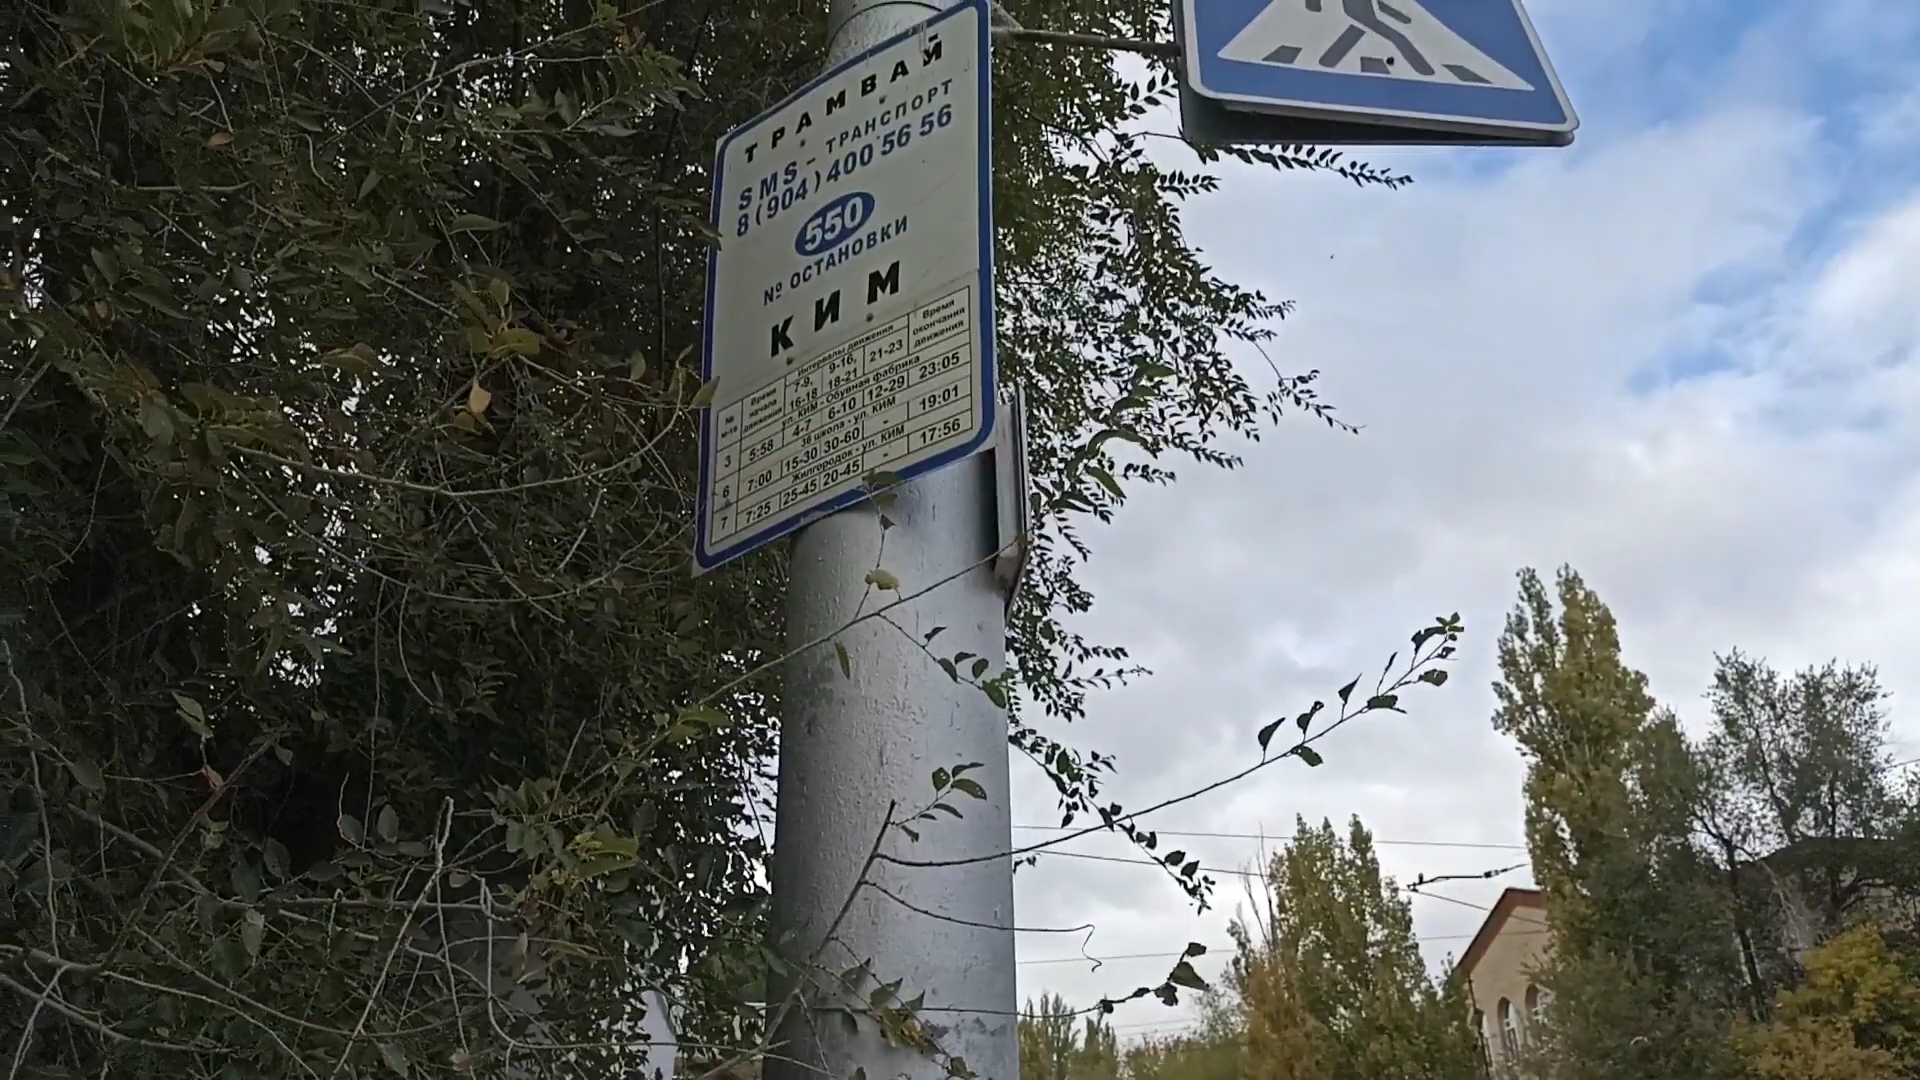 ТРАМВАЙ
SMS - ТРАНСПОРТ
8(904)400 56 56
550
№ ОСТАНОВКИ
КИМ
№ м-та Время начала движения Интервалы движения Время окончания движения
7-9, 16-18 9-16, 18-21 21-23
ул. КИМ - Обувная фабрика
3 5:58 4-7 6-10 12-29 23:05
36 школа - ул. КИМ
6 7:00 15-30 30-60 - 19:01
Жилгородок - ул. КИМ
7 7:25 25-45 20-45 - 17:56